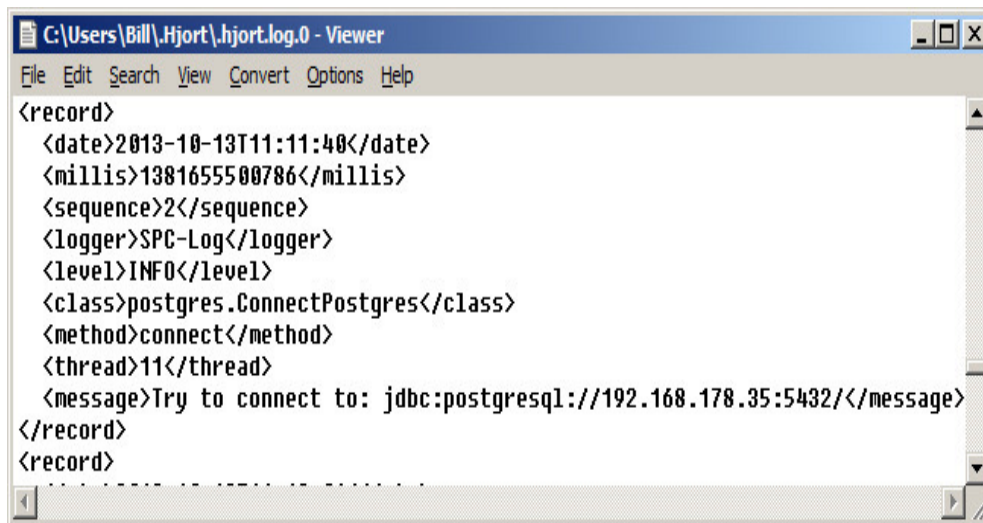 C:\Users\Bill\.Hjort\.hjort.log.0 - Viewer
File Edit Search View Convert Options Help
<record>
<date>2013-10-13T11:11:40</date>
<millis>1381655500786</millis>
<sequence>2</sequence>
<logger>SPC-Log</logger>
<level>INFO</level>
<class>postgres.ConnectPostgres</class>
<method>connect</method>
<thread>11</thread>
<message>Try to connect to: jdbc:postgresql://192.168.178.35:5432/</message>
</record>
<record>